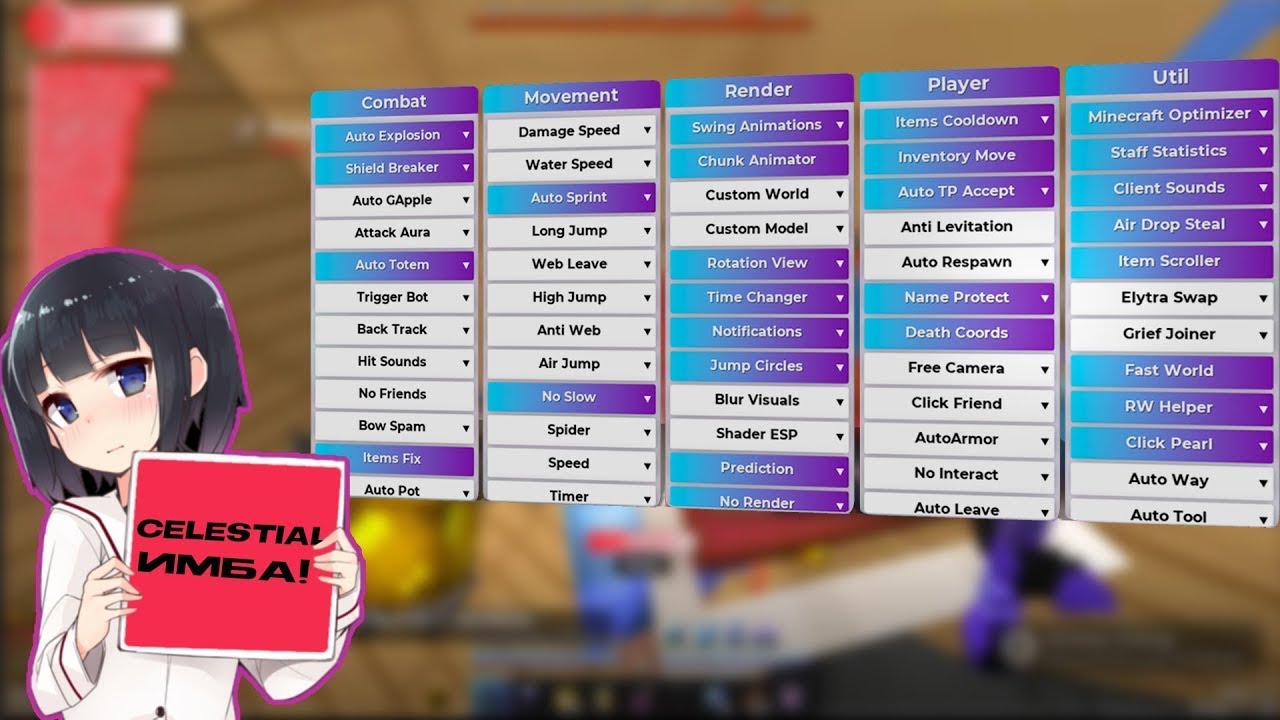 Combat
Auto Explosion
Shield Breaker
Auto GApple
Attack Aura
Auto Totem
Trigger Bot
Back Track
Hit Sounds
No Friends
Bow Spam
Items Fix
Auto Pot
Movement
Damage Speed
Water Speed
Auto Sprint
Long Jump
Web Leave
High Jump
Anti Web
Air Jump
No Slow
Spider
Speed
Timer
Render
Swing Animations
Chunk Animator
Custom World
Custom Model
Rotation View
Time Changer
Notifications
Jump Circles
Blur Visuals
Shader ESP
Prediction
No Render
Player
Items Cooldown
Inventory Move
Auto TP Accept
Anti Levitation
Auto Respawn
Name Protect
Death Coords
Free Camera
Click Friend
AutoArmor
No Interact
Auto Leave
Util
Minecraft Optimizer
Staff Statistics
Client Sounds
Air Drop Steal
Item Scroller
Elytra Swap
Grief Joiner
Fast World
RW Helper
Click Pearl
Auto Way
Auto Tool
CELESTIAL
ИМБА!